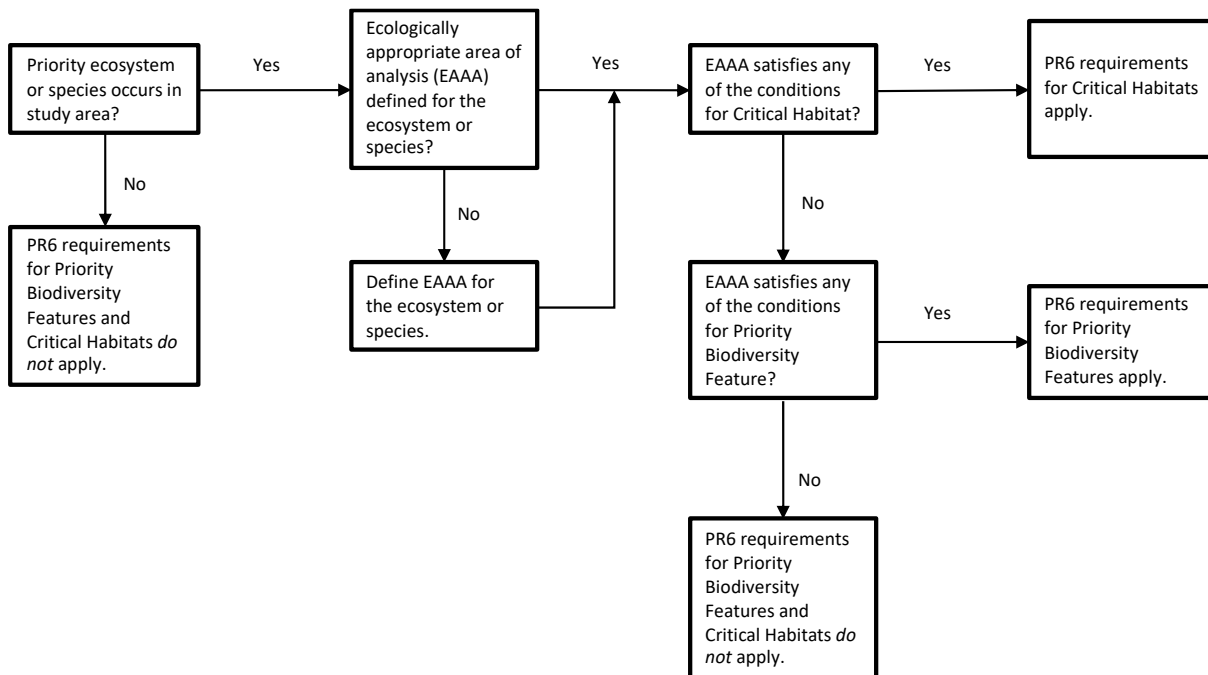 Priority ecosystem
or species occurs in
study area?
Yes
Ecologically
appropriate area of
analysis (EAAA)
defined for the
ecosystem or
species?
Yes
EAAA satisfies any
of the conditions
for Critical Habitat?
Yes
PR6 requirements
for Critical Habitats
apply.
No
PR6 requirements
for Priority
Biodiversity
Features and
Critical Habitats do
not apply.
No
Define EAAA for
the ecosystem or
species.
No
EAAA satisfies any
of the conditions
for Priority
Biodiversity
Feature?
Yes
PR6 requirements
for Priority
Biodiversity
Features apply.
No
PR6 requirements
for Priority
Biodiversity
Features and
Critical Habitats do
not apply.